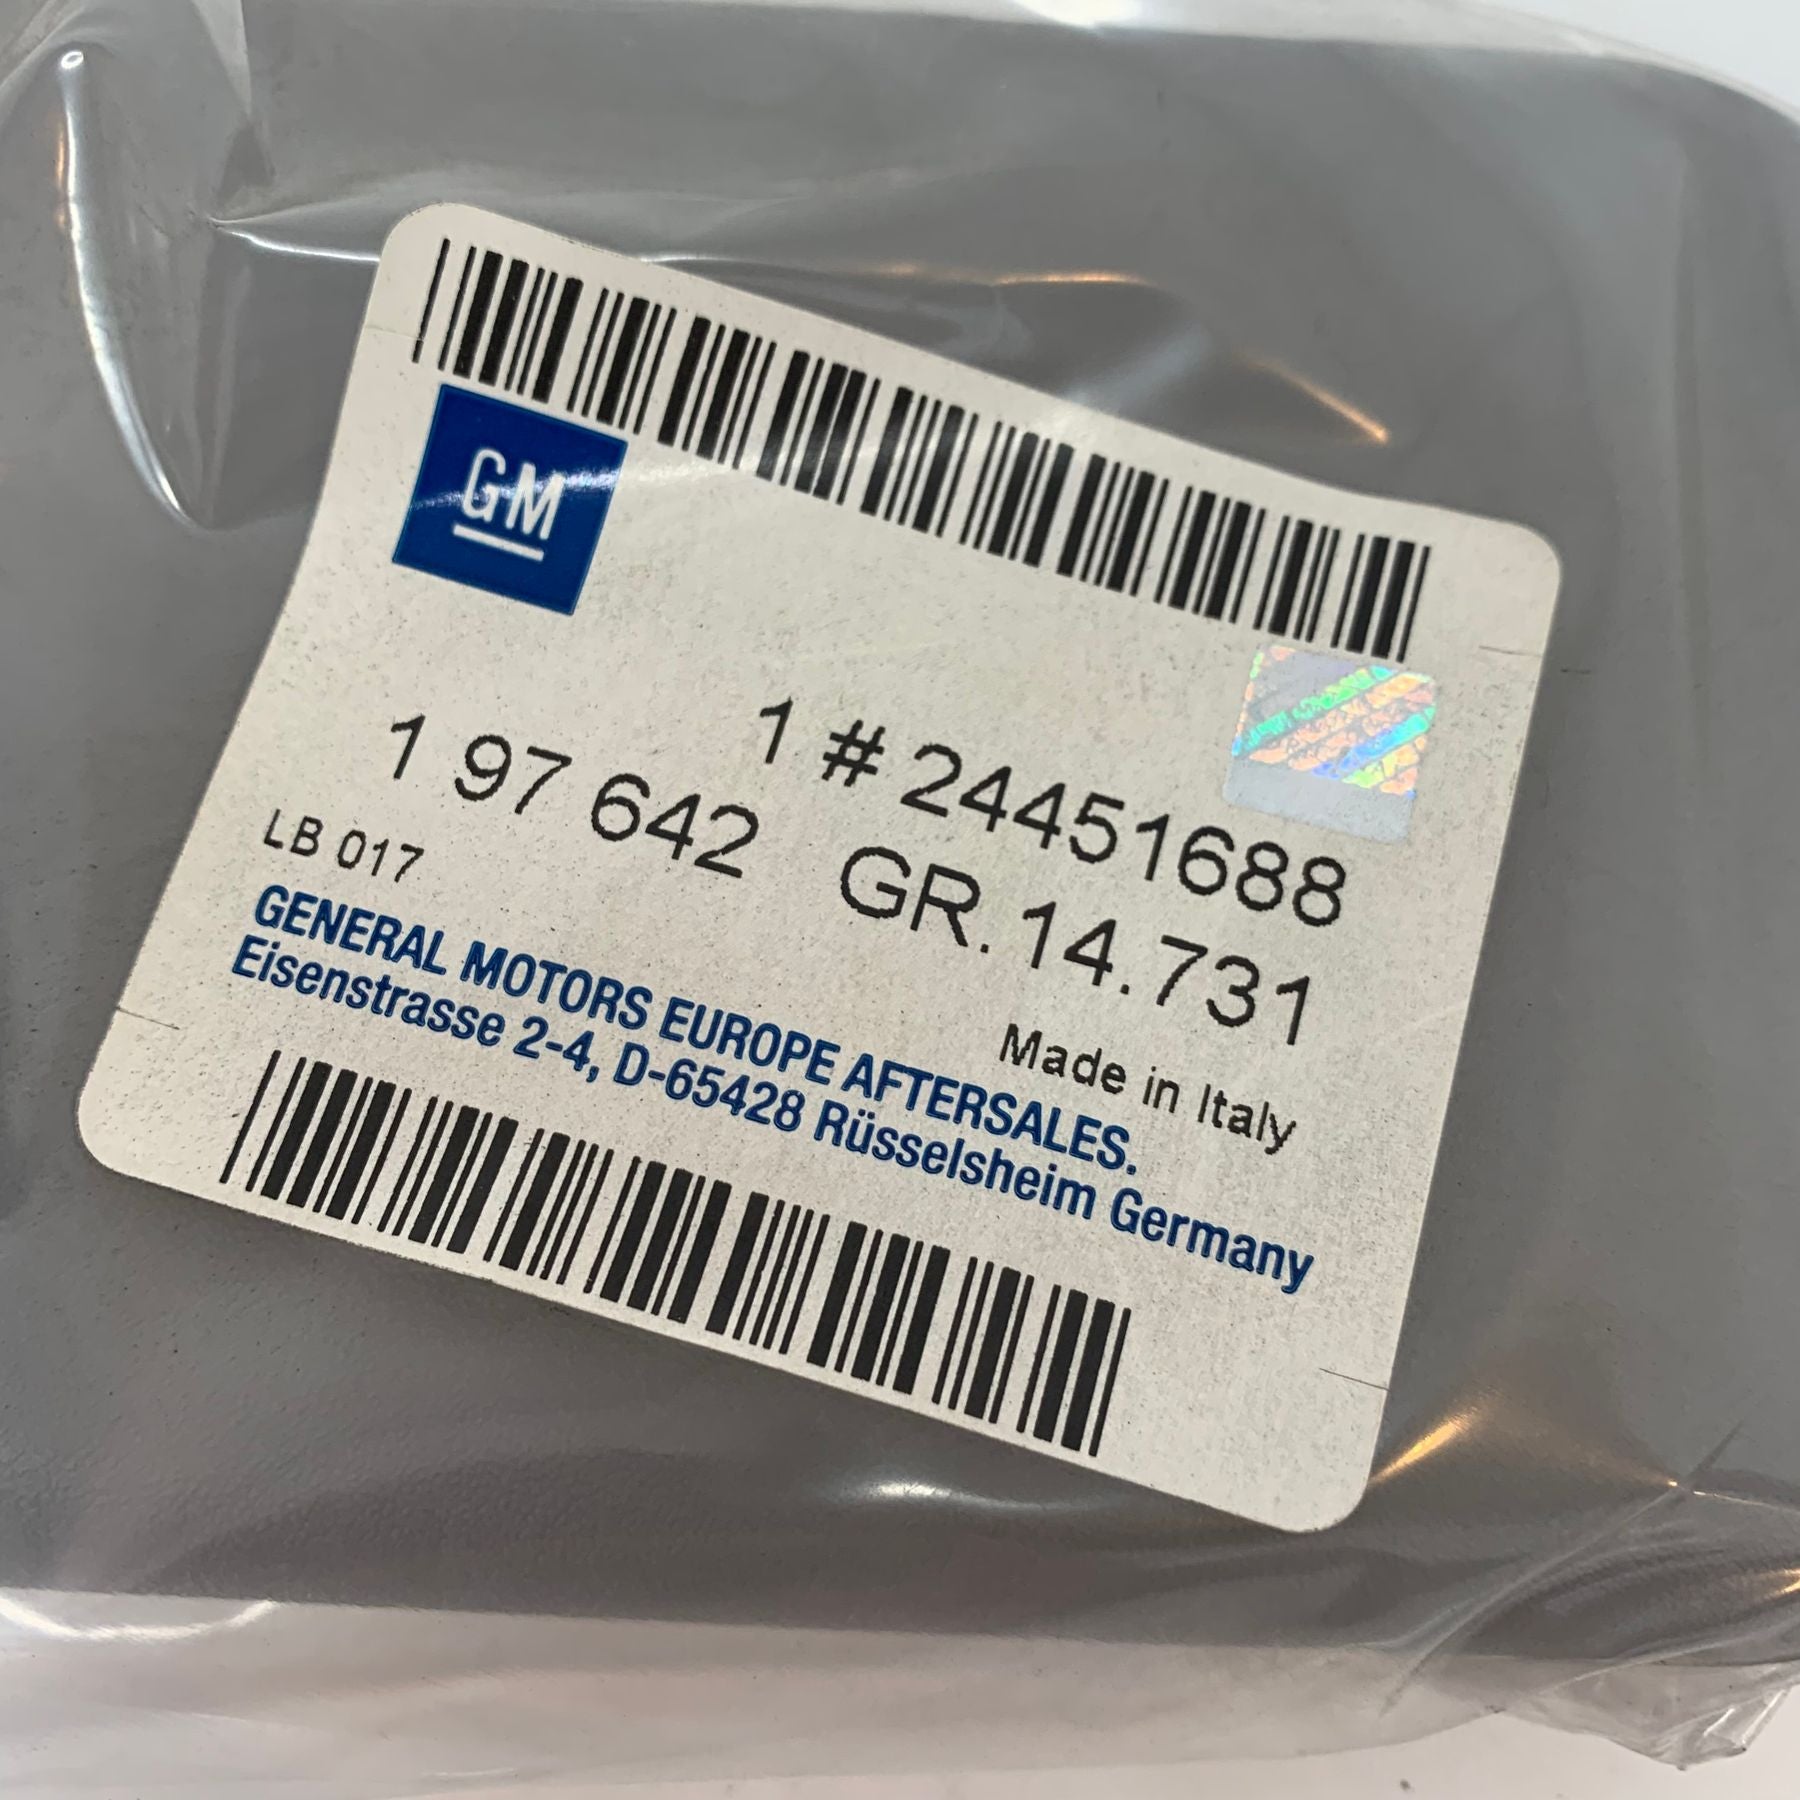 GM
1 # 24451688
1 97 642 GR. 14.731
LB 017
Made in Italy
GENERAL MOTORS EUROPE AFTERSALES.
Eisenstrasse 2-4, D-65428 Rüsselsheim Germany